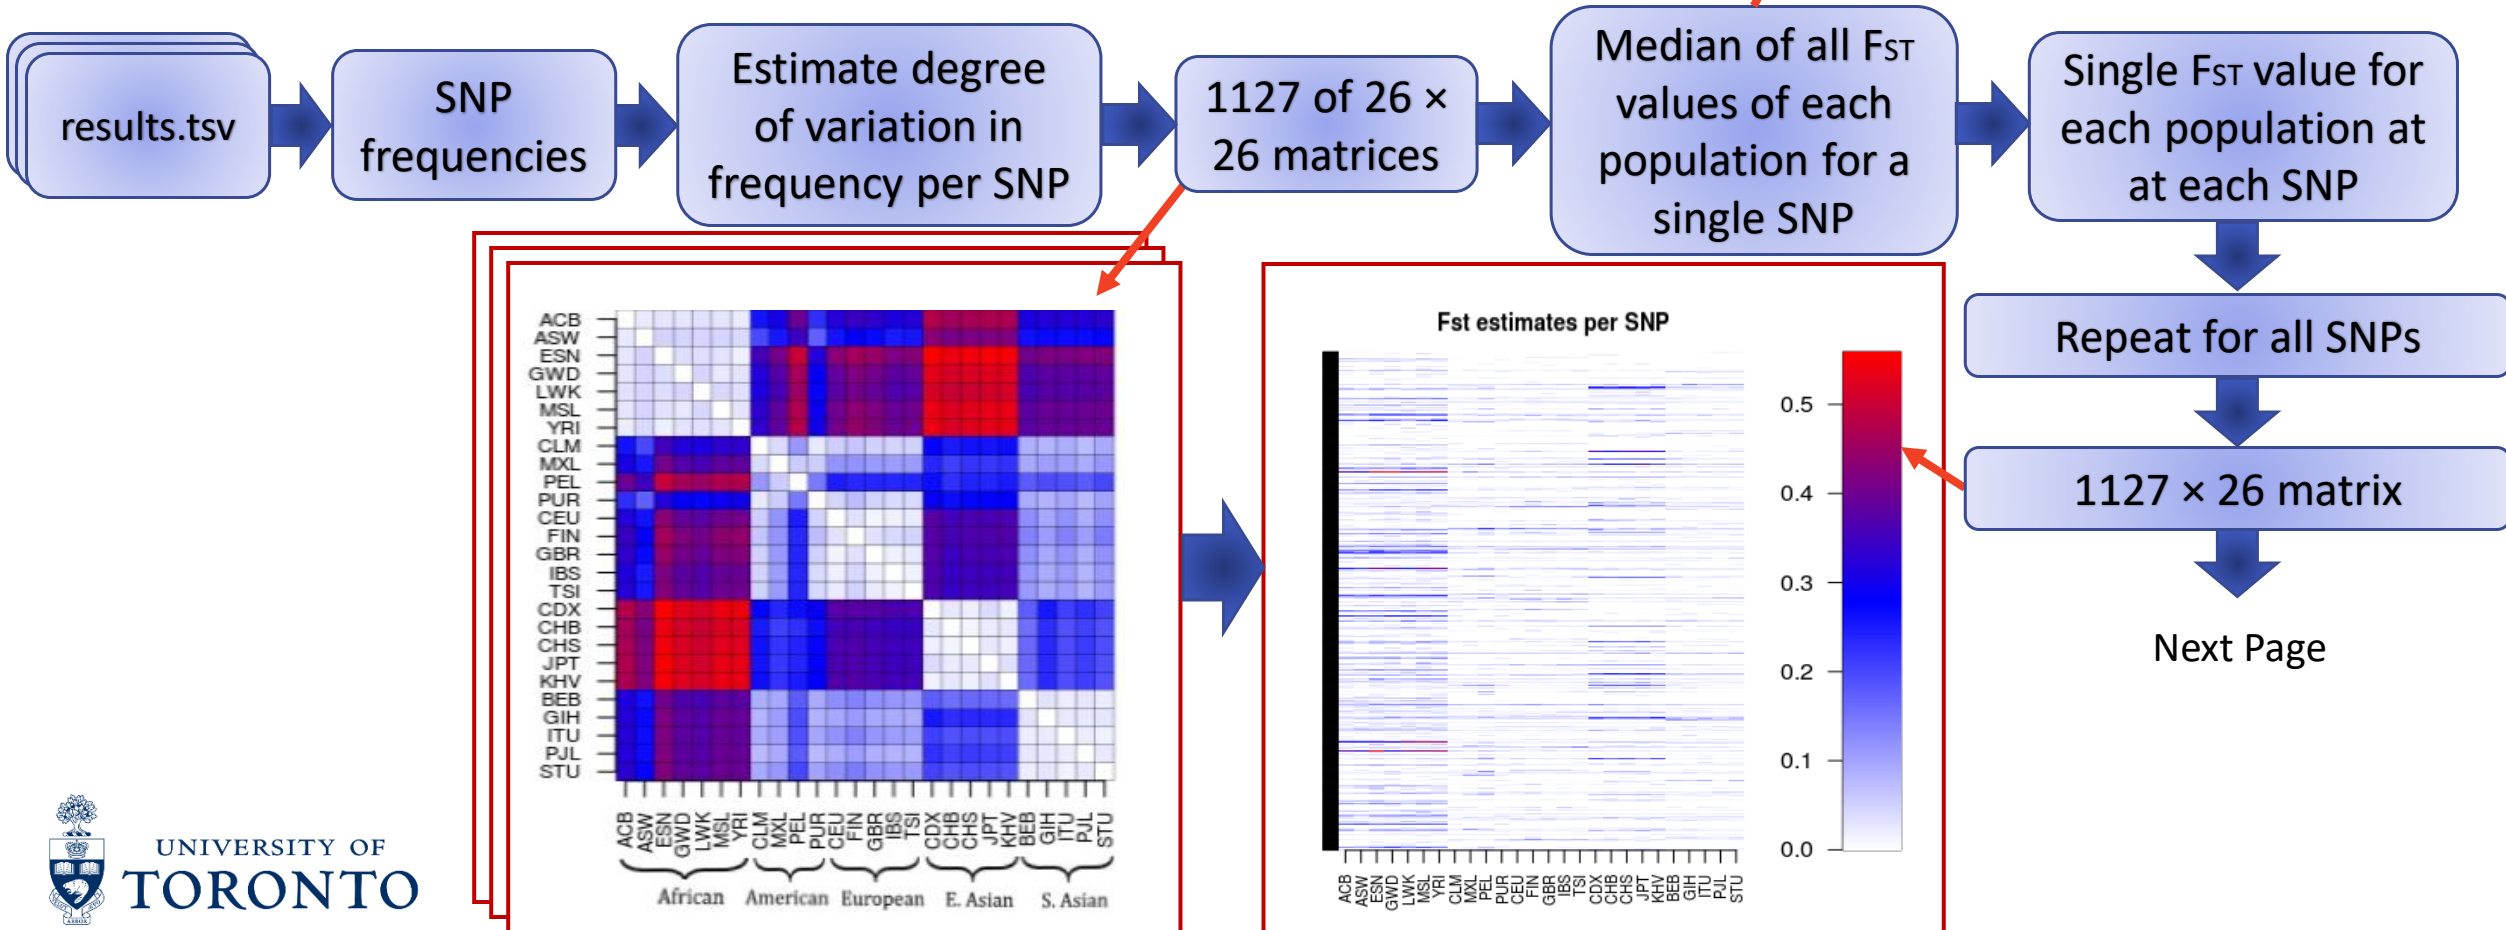 results.tsv
SNP
frequencies
Estimate degree
of variation in
frequency per SNP
1127 of 26 ×
26 matrices
Median of all FST
values of each
population for a
single SNP
Single FST value for
each population at
at each SNP
Repeat for all SNPs
1127 × 26 matrix
Next Page
ACB
ASW
ESN
GWD
LWK
MSL
YRI
CLM
MXL
PEL
PUR
CEU
FIN
GBR
IBS
TSI
CDX
CHB
CHS
JPT
KHV
BEB
GIH
ITU
PJL
STU
ACB ASW ESN GWD LWK MSL YRI CLM MXL PEL PUR CEU FIN GBR IBS TSI CDX CHB CHS JPT KHV BEB GIH ITU PJL STU
African American European E. Asian S. Asian
Fst estimates per SNP
0.5
0.4
0.3
0.2
0.1
0.0
ACB ASW ESN GWD LWK MSL YRI CLM MXL PEL PUR CEU FIN GBR IBS TSI CDX CHB CHS JPT KHV BEB GIH ITU PJL STU
UNIVERSITY OF
TORONTO